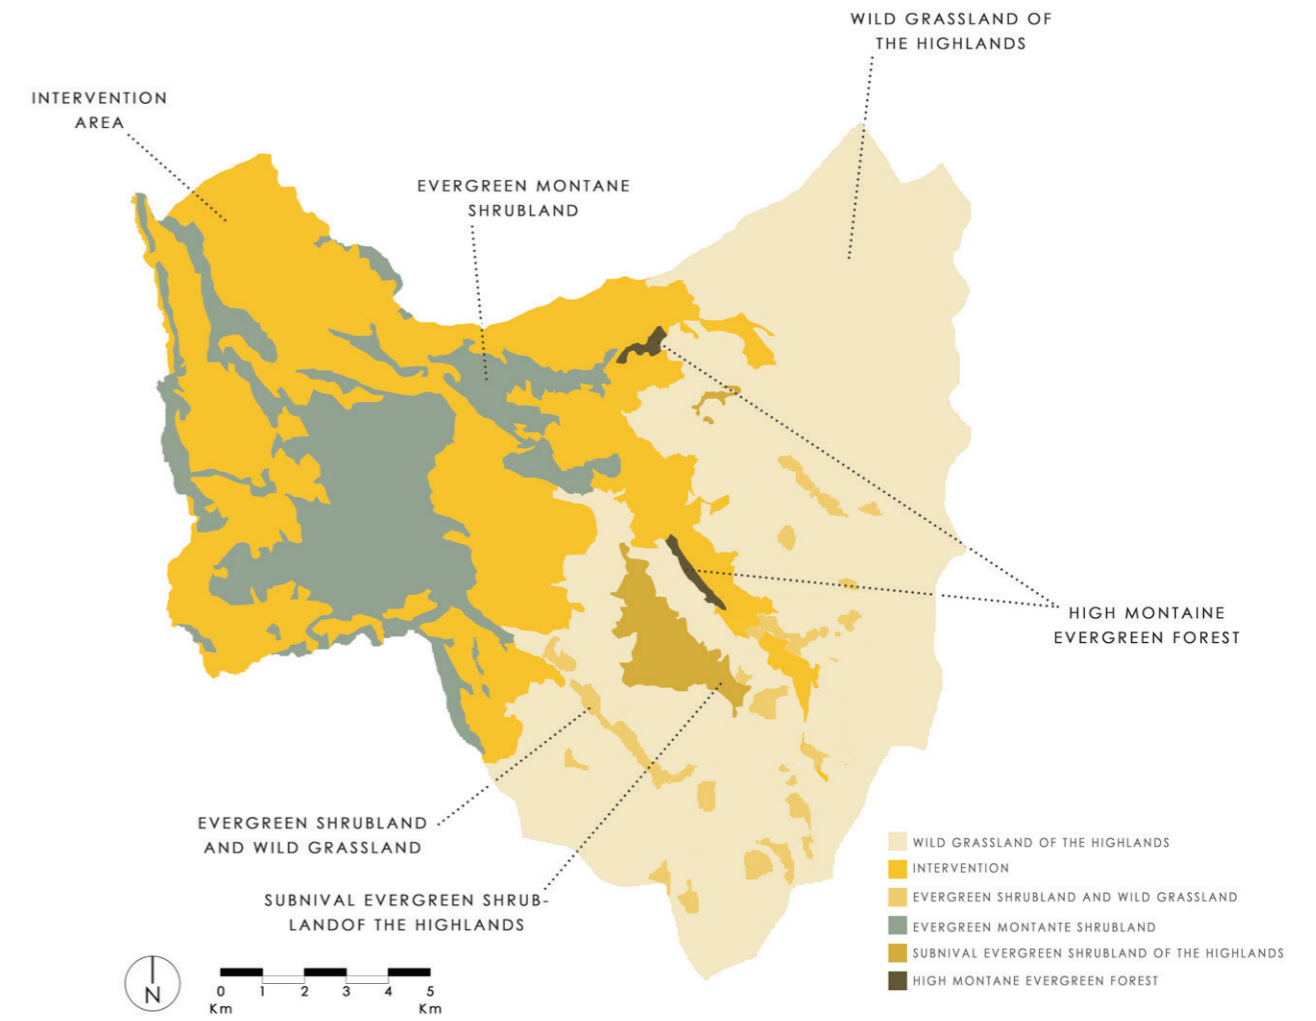 WILD GRASSLAND OF
THE HIGHLANDS
INTERVENTION
AREA
EVERGREEN MONTANE
SHRUBLAND
HIGH MONTAINE
EVERGREEN FOREST
EVERGREEN SHRUBLAND
AND WILD GRASSLAND
SUBNIVAL EVERGREEN SHRUB-
LANDOF THE HIGHLANDS
WILD GRASSLAND OF THE HIGHLANDS
INTERVENTION
EVERGREEN SHRUBLAND AND WILD GRASSLAND
EVERGREEN MONTANTE SHRUBLAND
SUBNIVAL EVERGREEN SHRUBLAND OF THE HIGHLANDS
HIGH MONTANE EVERGREEN FOREST
N
0 1 2 3 4 5
Km Km